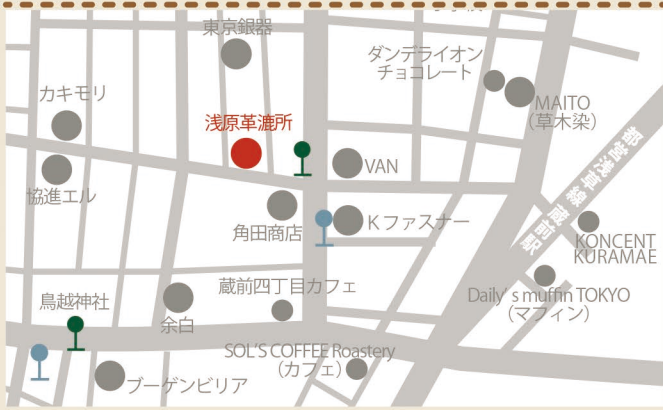 東京銀器
ダンデライオン
チョコレート
カキモリ
MAITO
（草木染）
浅原革漉所
VAN
協進エル
角田商店
Kファスナー
都営浅草線 蔵前駅
KONCENT
KURAMAE
蔵前四丁目カフェ
鳥越神社
余白
Daily's muffin TOKYO
（マフィン）
SOL'S COFFEE Roastery
（カフェ）
ブーゲンビリア